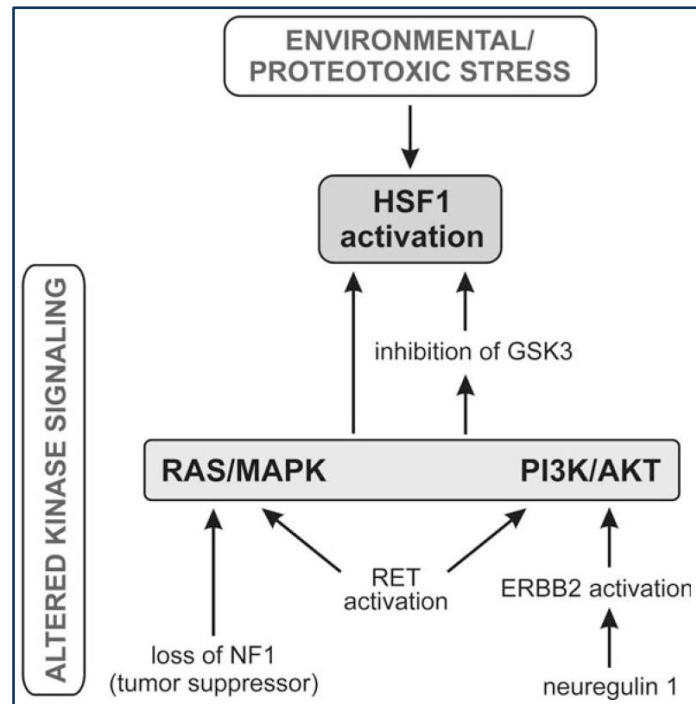 ENVIRONMENTAL/
PROTEOTOXIC STRESS
HSF1
activation
inhibition of GSK3
RAS/MAPK
PI3K/AKT
RET
activation
ERBB2 activation
loss of NF1
(tumor suppressor)
neuregulin 1
ALTERED KINASE SIGNALING